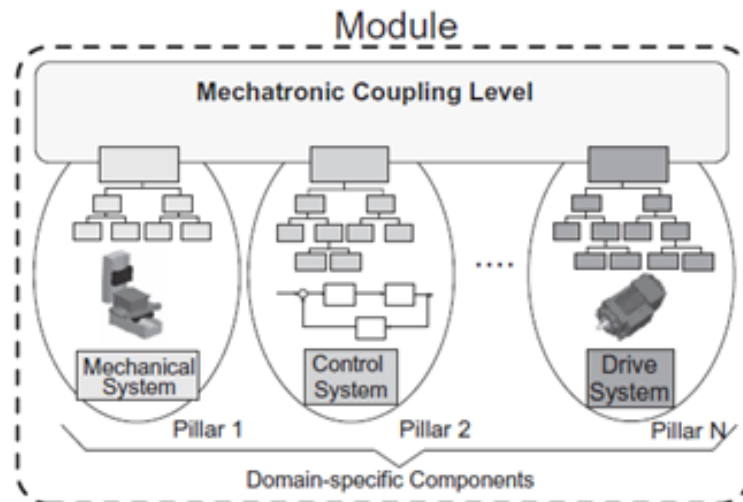 Module
Mechatronic Coupling Level
....
Mechanical
System
Control
System
Drive
System
Pillar 1
Pillar 2
Pillar N
Domain-specific Components